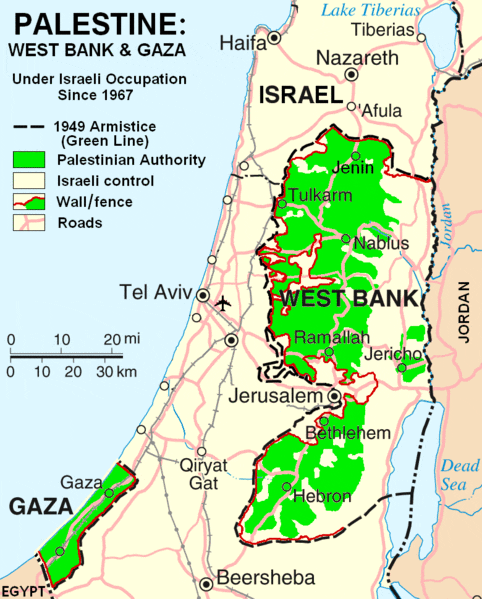 PALESTINE:
WEST BANK & GAZA
Under Israeli Occupation
Since 1967
1949 Armistice
(Green Line)
Palestinian Authority
Israeli control
Wall/fence
Roads
Lake Tiberias
Tiberias
Haifa
Nazareth
ISRAEL
'Afula
Jenin
Tulkarm
Nablus
Jordan
Tel Aviv
WEST BANK
JORDAN
0 10 20 mi
0 10 20 30 km
Ramallah
Jericho
Jerusalem
Bethlehem
Qiryat
Gat
Dead
Sea
Gaza
Hebron
GAZA
Beersheba
EGYPT